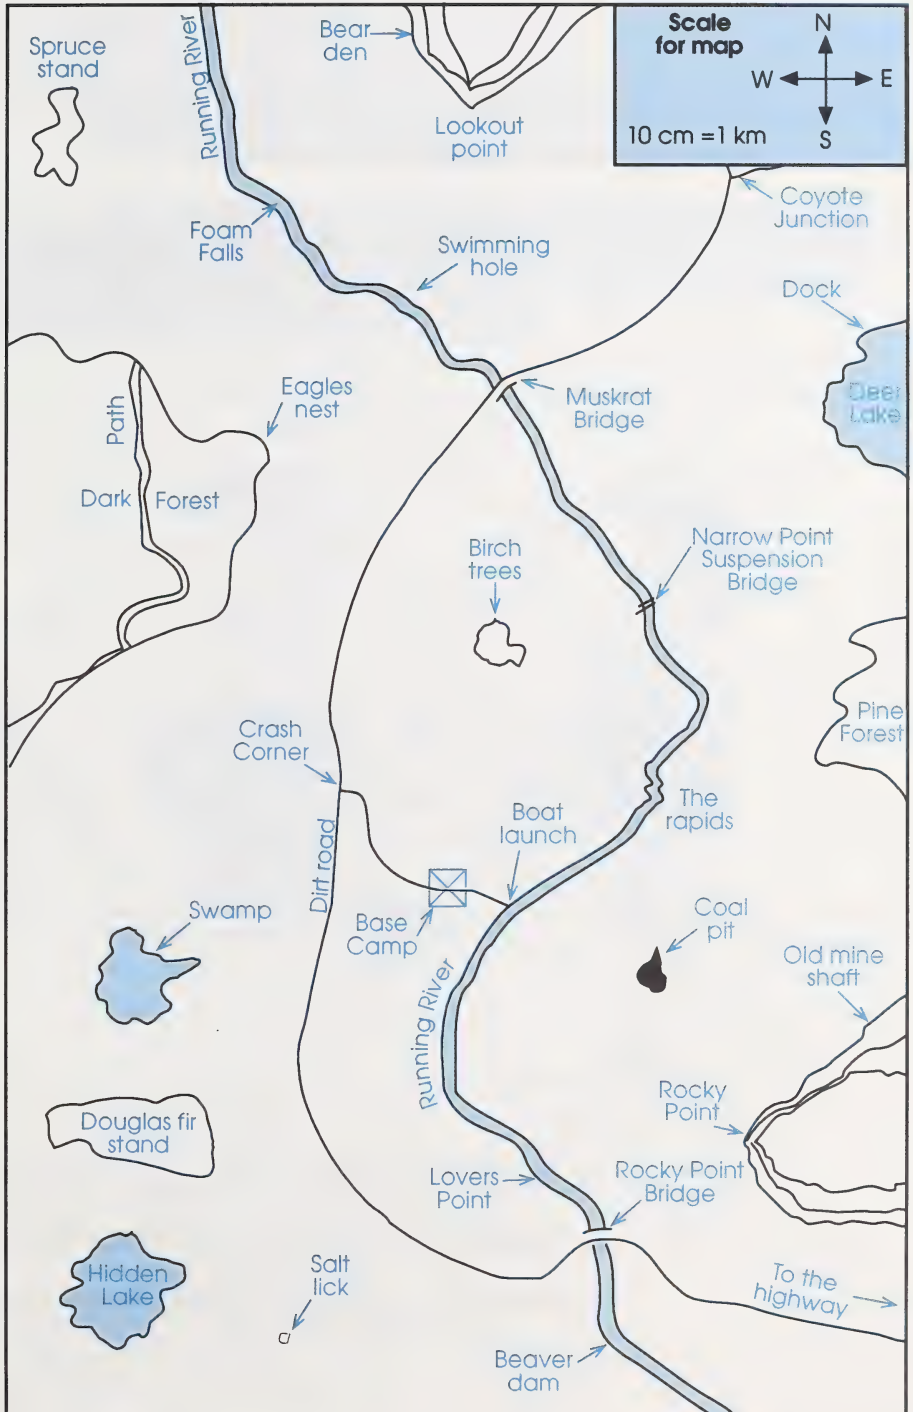 Scale
for map
N
W
E
S
10 cm = 1 km
Spruce
stand
Running River
Bear
den
Lookout
point
Coyote
Junction
Foam
Falls
Swimming
hole
Dock
Deer
Lake
Eagles
nest
Muskrat
Bridge
Path
Dark Forest
Birch
trees
Narrow Point
Suspension
Bridge
Pine
Forest
Crash
Corner
The
rapids
Boat
launch
Dirt road
Base
Camp
Swamp
Coal
pit
Old mine
shaft
Running River
Rocky
Point
Douglas fir
stand
Lovers
Point
Rocky Point
Bridge
Hidden
Lake
Salt
lick
To the
highway
Beaver
dam